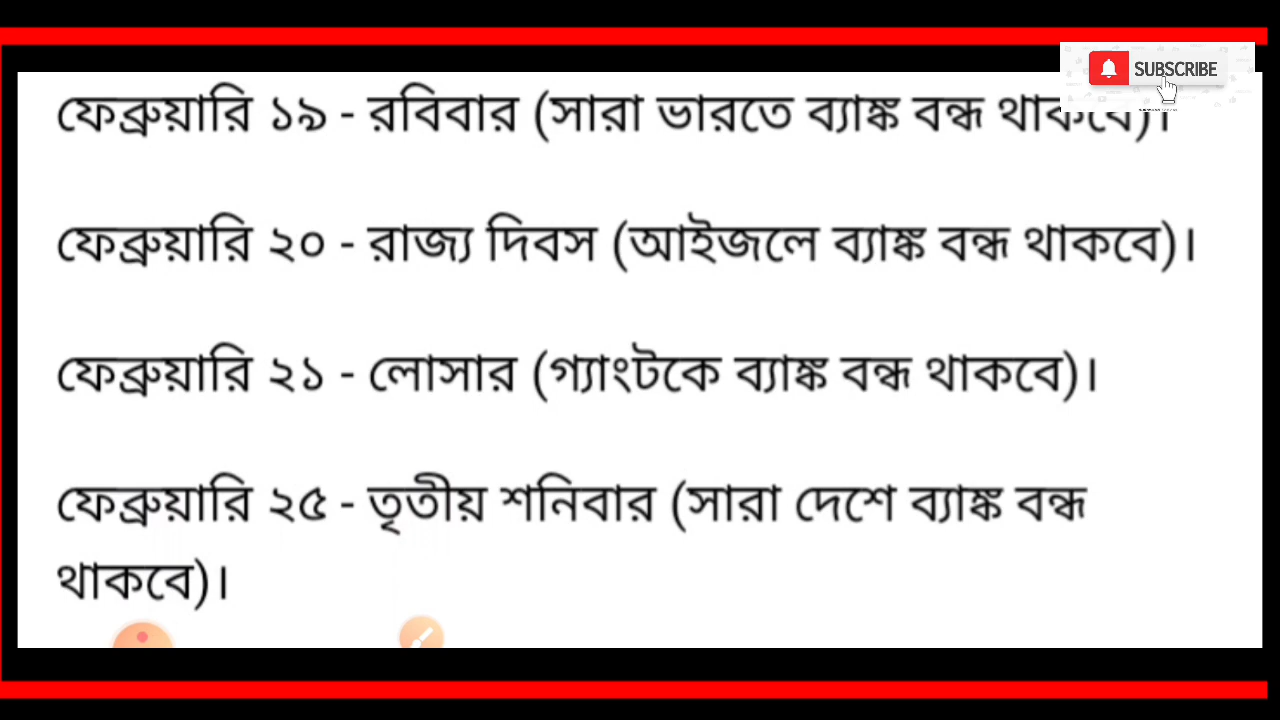 SUBSCRIBE
ফেব্রুয়ারি ১৯ - রবিবার (সারা ভারতে ব্যাঙ্ক বন্ধ থাকবে)।
ফেব্রুয়ারি ২০ - রাজ্য দিবস (আইজলে ব্যাঙ্ক বন্ধ থাকবে)।
ফেব্রুয়ারি ২১ - লোসার (গ্যাংটকে ব্যাঙ্ক বন্ধ থাকবে)।
ফেব্রুয়ারি ২৫ - তৃতীয় শনিবার (সারা দেশে ব্যাঙ্ক বন্ধ
থাকবে)।